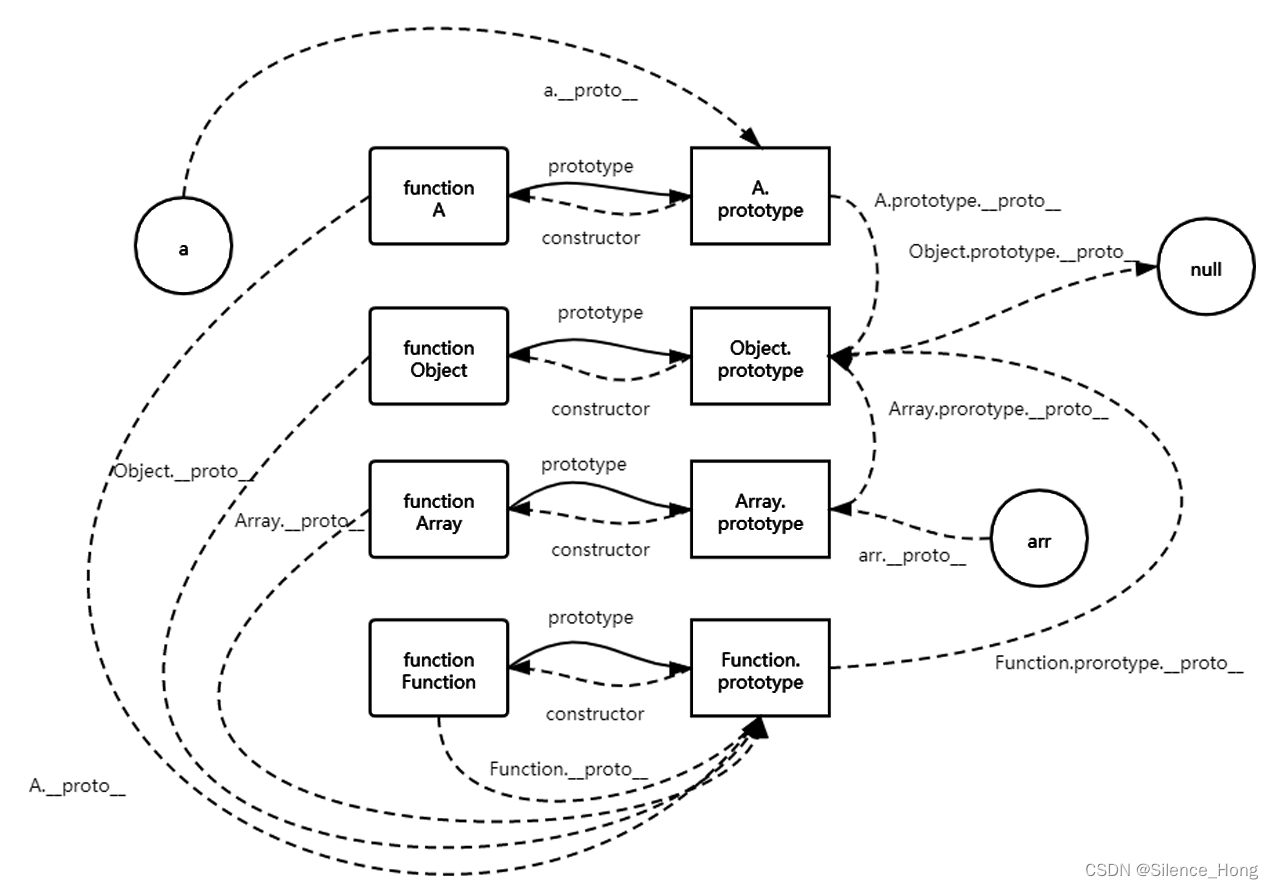 a.__proto__
prototype
function
A
A.
prototype
A.prototype.__proto__
a
constructor
Object.prototype.__proto__
null
prototype
function
Object
Object.
prototype
constructor
Array.prorotype.__proto__
Object.__proto__
prototype
function
Array
Array.
prototype
Array.__proto__
arr
constructor
arr.__proto__
prototype
function
Function
Function.
prototype
Function.prorotype.__proto__
constructor
Function.__proto__
A.__proto__
CSDN @Silence_Hong